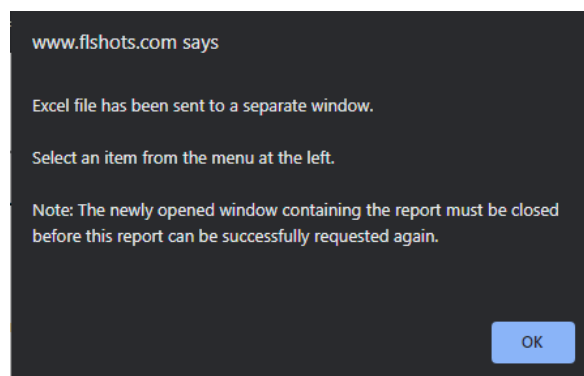 www.flshots.com says
Excel file has been sent to a separate window.
Select an item from the menu at the left.
Note: The newly opened window containing the report must be closed
before this report can be successfully requested again.
OK